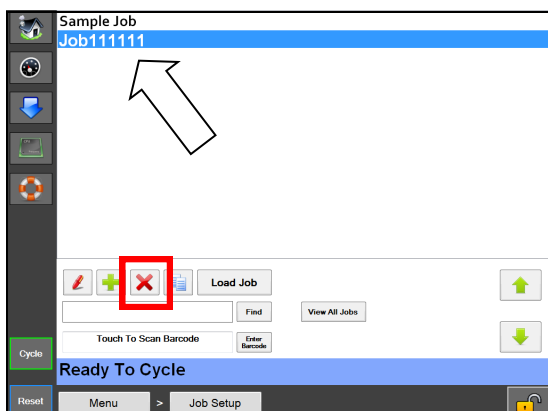 Sample Job
Job111111
Load Job
Find
View All Jobs
Touch To Scan Barcode
Enter
Barcode
Cycle
Ready To Cycle
Reset
Menu > Job Setup